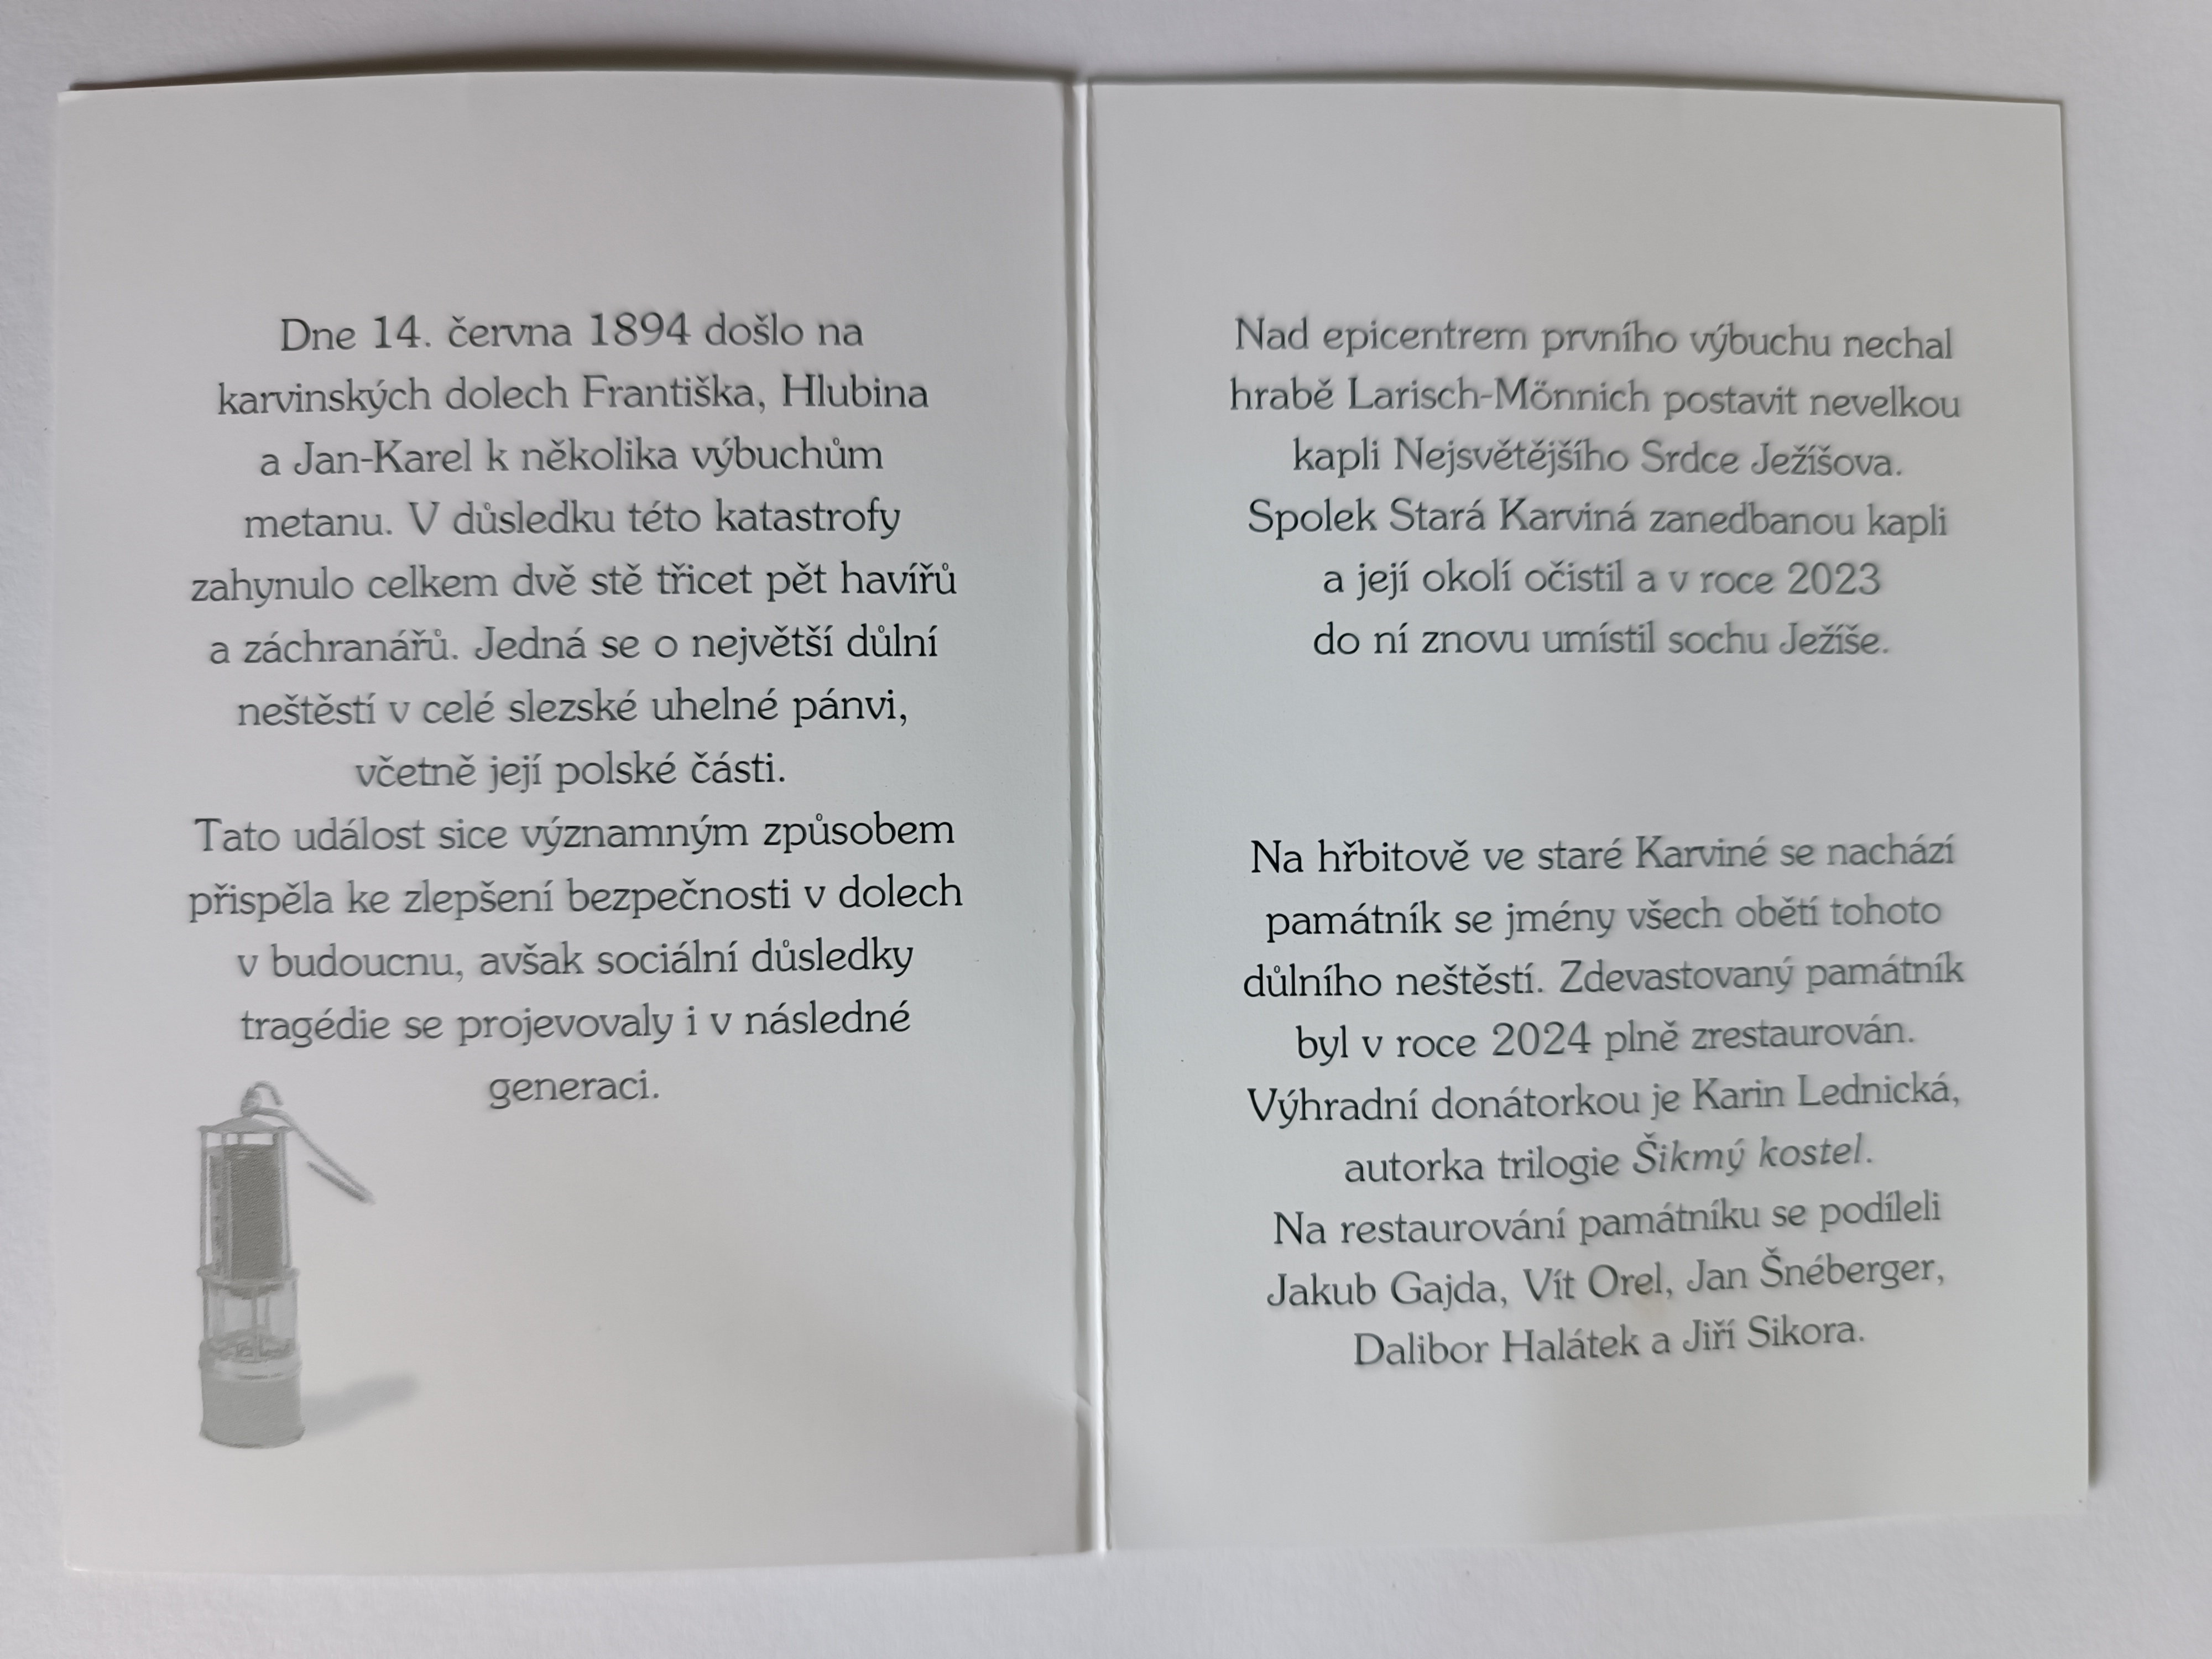 Dne 14. června 1894 došlo na
karvinských dolech Františka, Hlubina
a Jan-Karel k několika výbuchům
metanu. V důsledku této katastrofy
zahynulo celkem dvě stě třicet pět havířů
a záchranářů. Jedná se o největší důlní
neštěstí v celé slezské uhelné pánvi,
včetně její polské části.
Tato událost sice významným způsobem
přispěla ke zlepšení bezpečnosti v dolech
v budoucnu, avšak sociální důsledky
tragédie se projevovaly i v následné
generaci.
Nad epicentrem prvního výbuchu nechal
hrabě Larisch-Mönnich postavit nevelkou
kapli Nejsvětějšího Srdce Ježíšova.
Spolek Stará Karviná zanedbanou kapli
a její okolí očistil a v roce 2023
do ní znovu umístil sochu Ježíše.
Na hřbitově ve staré Karviné se nachází
památník se jmény všech obětí tohoto
důlního neštěstí. Zdevastovaný památník
byl v roce 2024 plně zrestaurován.
Výhradní donátorkou je Karin Lednická,
autorka trilogie Šikmý kostel.
Na restaurování památníku se podíleli
Jakub Gajda, Vít Orel, Jan Šnéberger,
Dalibor Halátek a Jiří Sikora.